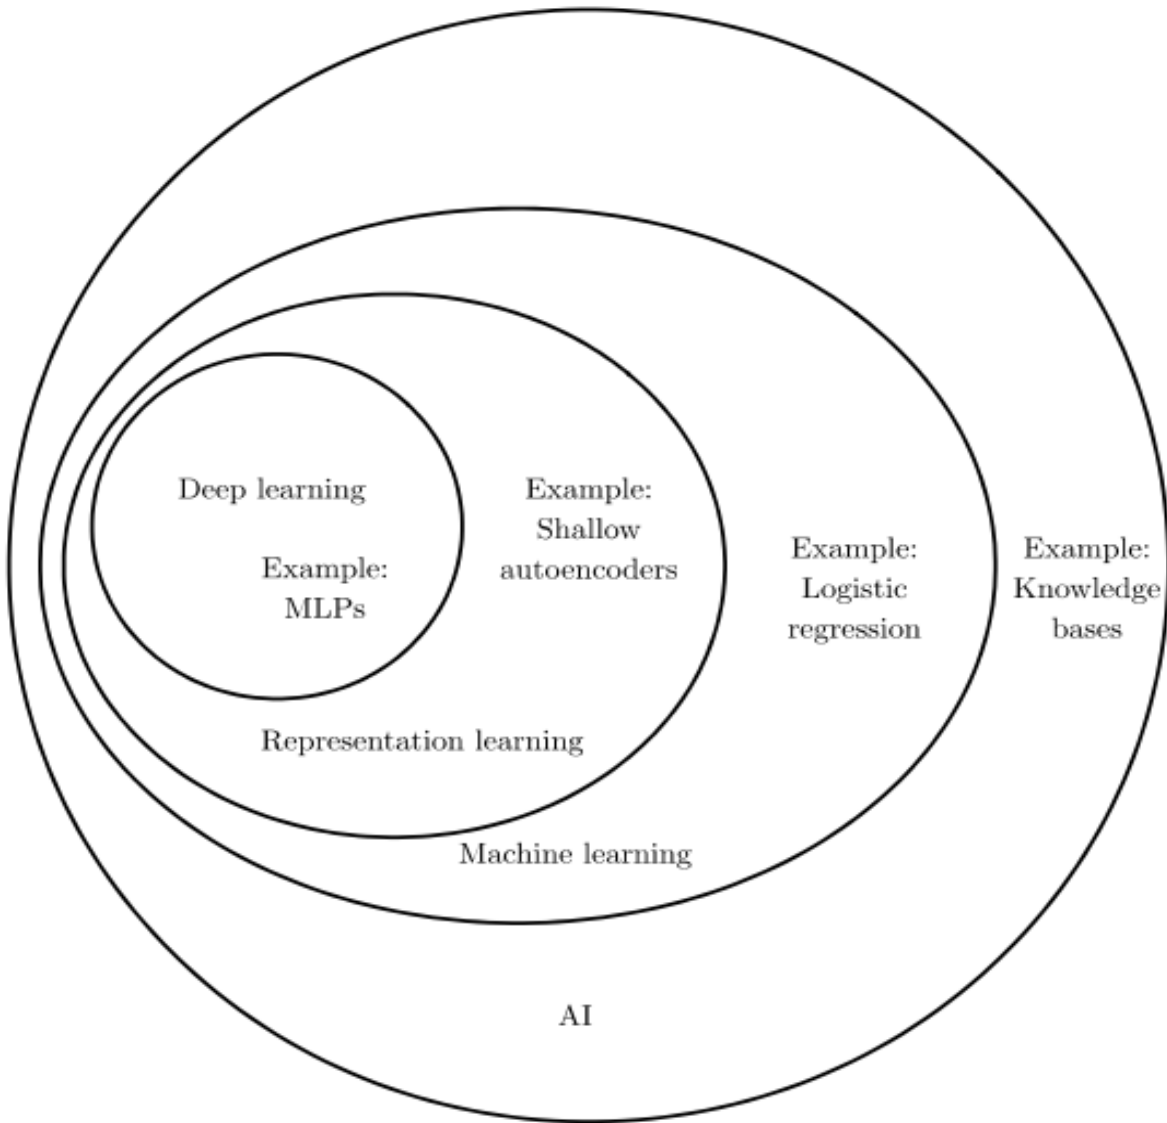 Deep learning
Example:
MLPs
Example:
Shallow
autoencoders
Example:
Logistic
regression
Example:
Knowledge
bases
Representation learning
Machine learning
AI